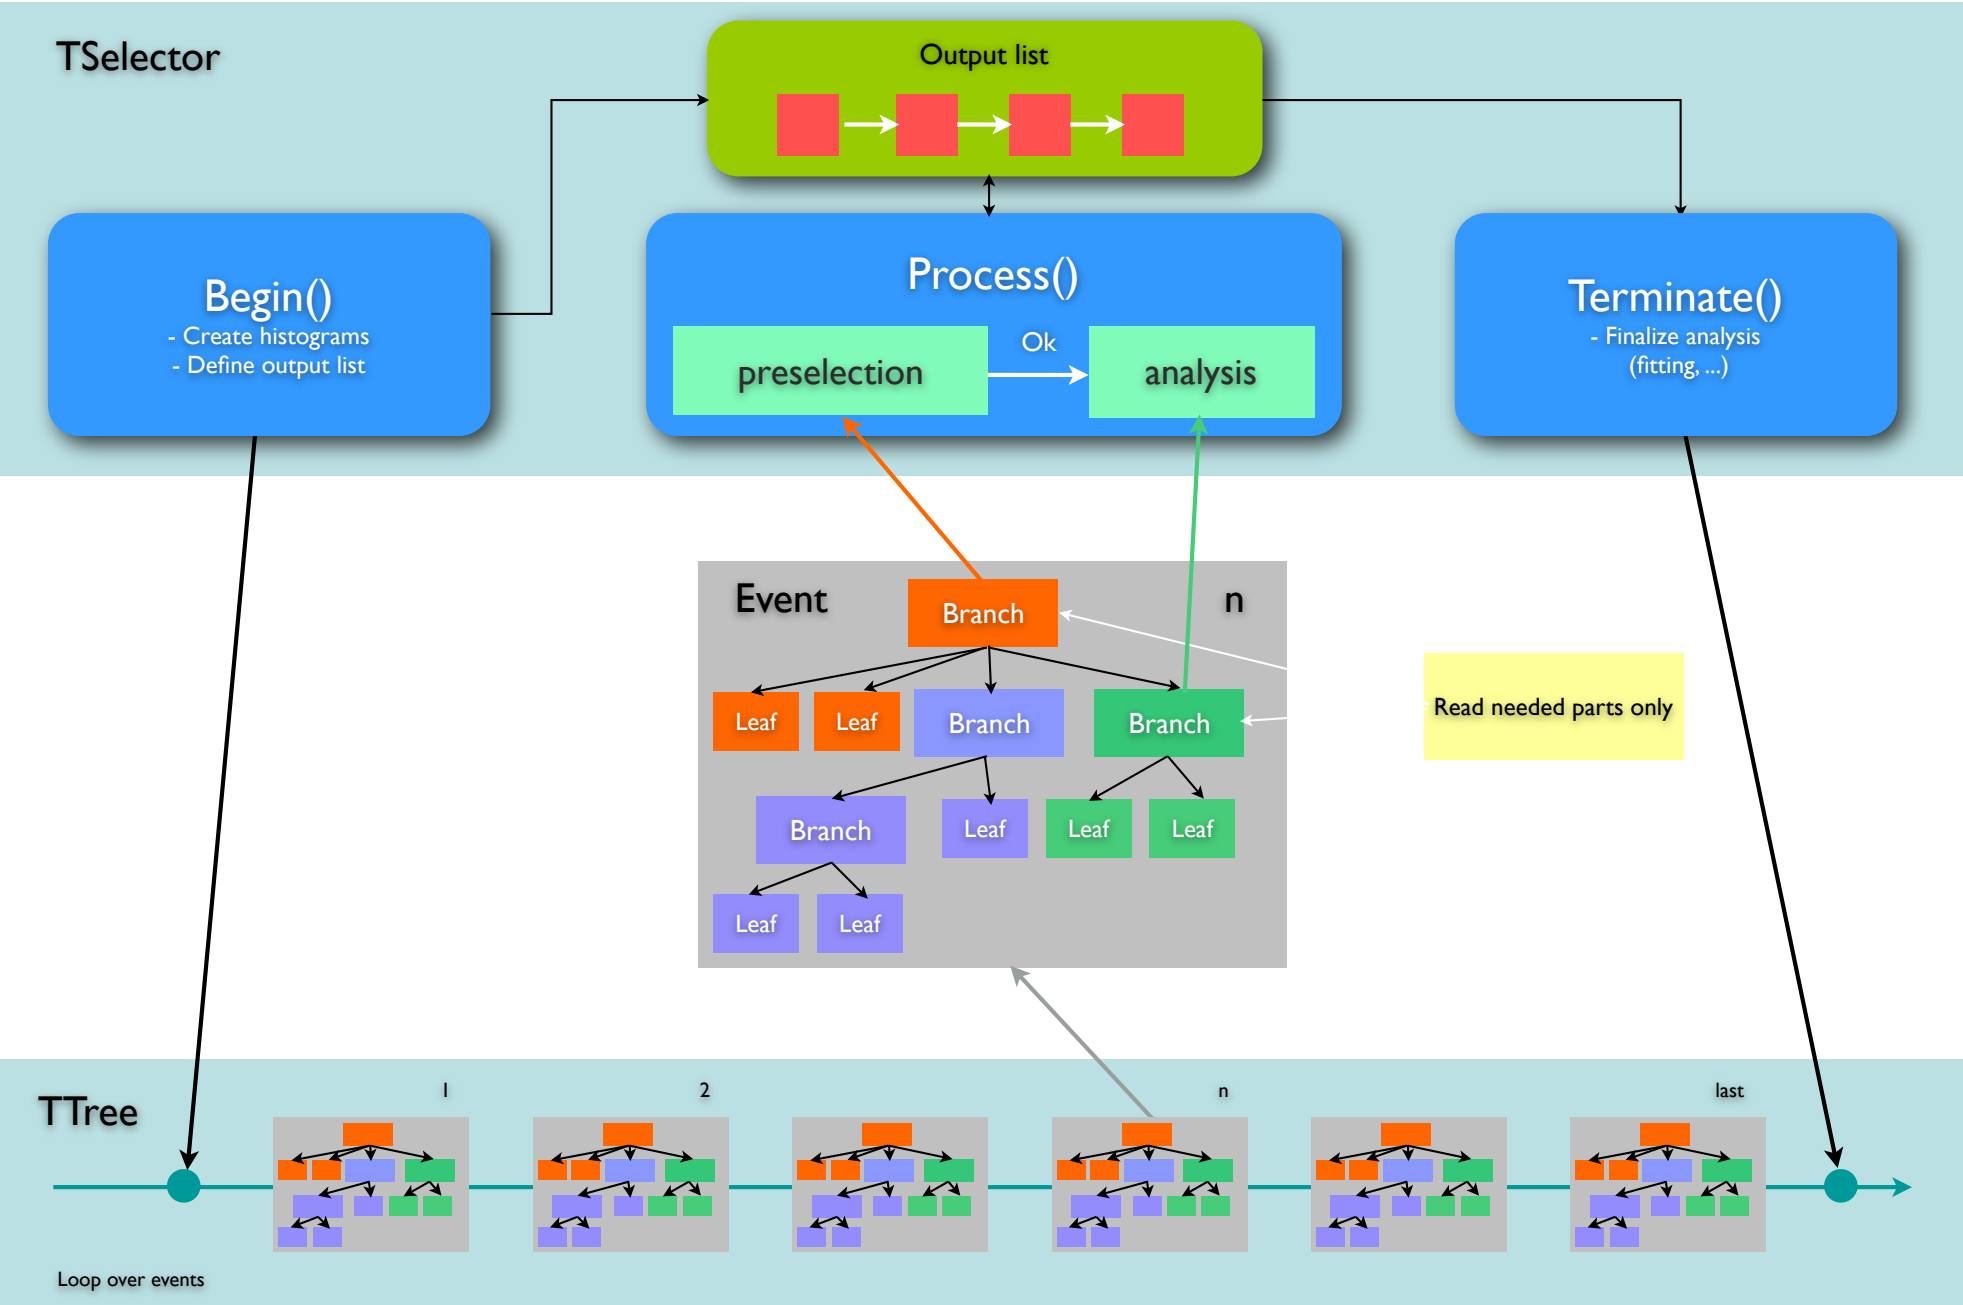 TSelector
Output list
Begin()
- Create histograms
- Define output list
Process()
preselection
Ok
analysis
Terminate()
- Finalize analysis
(fitting, ...)
Event
n
Branch
Leaf
Leaf
Branch
Branch
Read needed parts only
Branch
Leaf
Leaf
Leaf
Leaf
Leaf
TTree
1
2
n
last
Loop over events